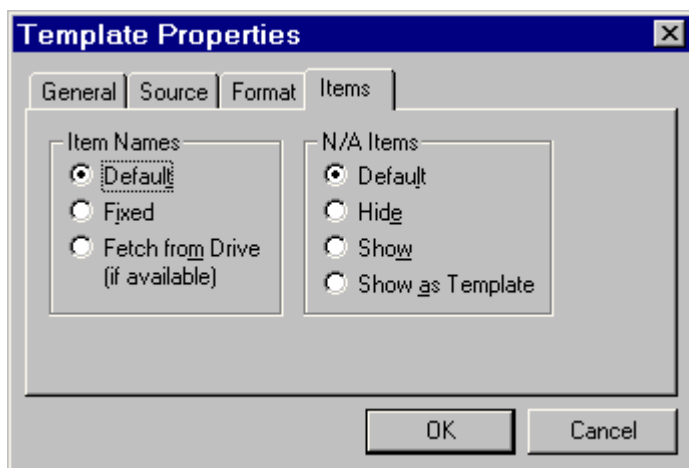 Template Properties
General Source Format Items
Item Names
Default
Fixed
Fetch from Drive
(if available)
N/A Items
Default
Hide
Show
Show as Template
OK Cancel